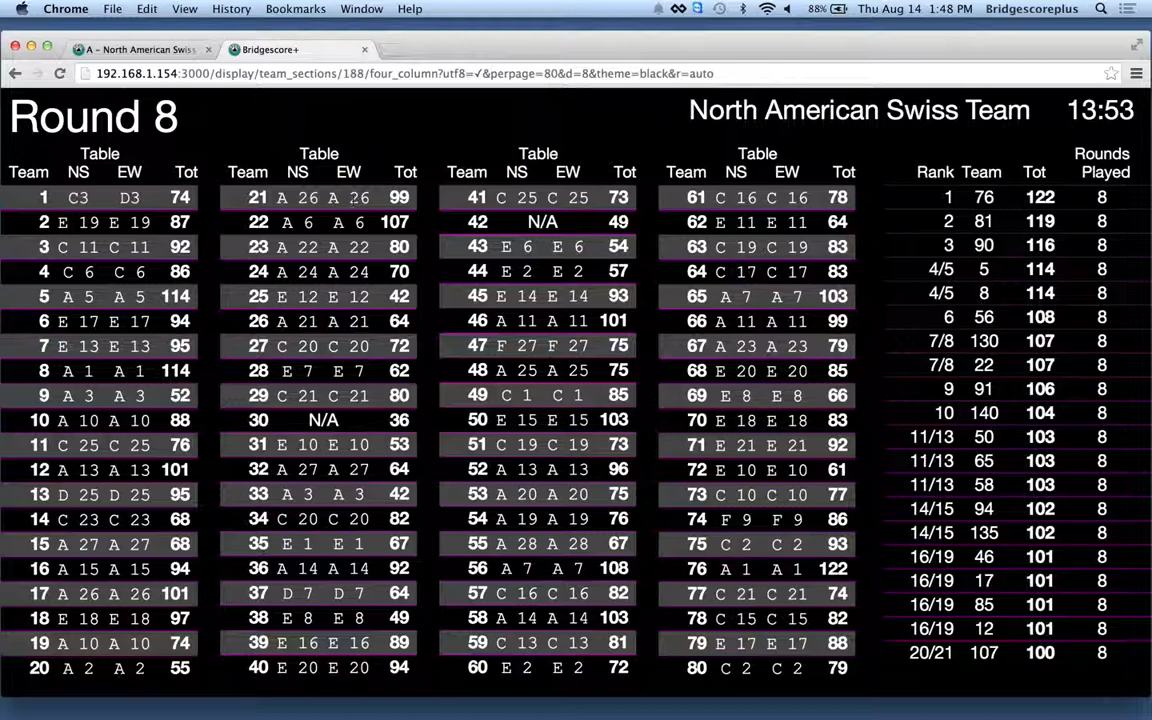 Chrome File Edit View History Bookmarks Window Help 88% Thu Aug 14 1:48 PM Bridgescoreplus
A – North American Swiss Bridgescore+
192.168.1.154:3000/display/team_sections/188/four_column?utf8=✓&perpage=80&d=8&theme=black&r=auto
Round 8 North American Swiss Team 13:53
Table Table Table Table Rounds
Team NS EW Tot Team NS EW Tot Team NS EW Tot Team NS EW Tot Rank Team Tot Played
1 C3 D3 74 21 A 26 A 26 99 41 C 25 C 25 73 61 C 16 C 16 78 1 76 122 8
2 E 19 E 19 87 22 A 6 A 6 107 42 N/A 49 62 E 11 E 11 64 2 81 119 8
3 C 11 C 11 92 23 A 22 A 22 80 43 E 6 E 6 54 63 C 19 C 19 83 3 90 116 8
4 C 6 C 6 86 24 A 24 A 24 70 44 E 2 E 2 57 64 C 17 C 17 83 4/5 5 114 8
5 A 5 A 5 114 25 E 12 E 12 42 45 E 14 E 14 93 65 A 7 A 7 103 4/5 8 114 8
6 E 17 E 17 94 26 A 21 A 21 64 46 A 11 A 11 101 66 A 11 A 11 99 6 56 108 8
7 E 13 E 13 95 27 C 20 C 20 72 47 F 27 F 27 75 67 A 23 A 23 79 7/8 130 107 8
8 A 1 A 1 114 28 E 7 E 7 62 48 A 25 A 25 75 68 E 20 E 20 85 7/8 22 107 8
9 A 3 A 3 52 29 C 21 C 21 80 49 C 1 C 1 85 69 E 8 E 8 66 9 91 106 8
10 A 10 A 10 88 30 N/A 36 50 E 15 E 15 103 70 E 18 E 18 83 10 140 104 8
11 C 25 C 25 76 31 E 10 E 10 53 51 C 19 C 19 73 71 E 21 E 21 92 11/13 50 103 8
12 A 13 A 13 101 32 A 27 A 27 64 52 A 13 A 13 96 72 E 10 E 10 61 11/13 65 103 8
13 D 25 D 25 95 33 A 3 A 3 42 53 A 20 A 20 75 73 C 10 C 10 77 11/13 58 103 8
14 C 23 C 23 68 34 C 20 C 20 82 54 A 19 A 19 76 74 F 9 F 9 86 14/15 94 102 8
15 A 27 A 27 68 35 E 1 E 1 67 55 A 28 A 28 67 75 C 2 C 2 93 14/15 135 102 8
16 A 15 A 15 94 36 A 14 A 14 92 56 A 7 A 7 108 76 A 1 A 1 122 16/19 46 101 8
17 A 26 A 26 101 37 D 7 D 7 64 57 C 16 C 16 82 77 C 21 C 21 74 16/19 17 101 8
18 E 18 E 18 97 38 E 8 E 8 49 58 A 14 A 14 103 78 C 15 C 15 82 16/19 85 101 8
19 A 10 A 10 74 39 E 16 E 16 89 59 C 13 C 13 81 79 E 17 E 17 88 16/19 12 101 8
20 A 2 A 2 55 40 E 20 E 20 94 60 E 2 E 2 72 80 C 2 C 2 79 20/21 107 100 8